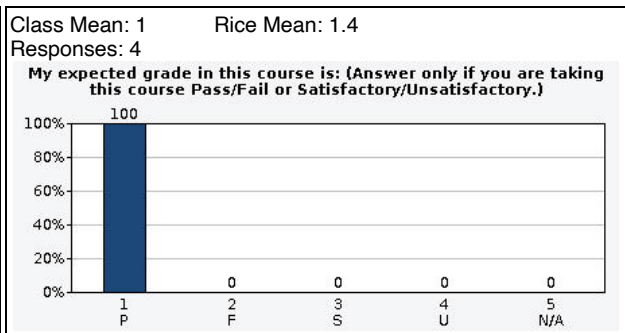 Class Mean: 1 Rice Mean: 1.4
Responses: 4
My expected grade in this course is: (Answer only if you are taking
this course Pass/Fail or Satisfactory/Unsatisfactory.)
100
100%
80%
60%
40%
20%
0 0 0 0
0%
1 2 3 4 5
P F S U N/A